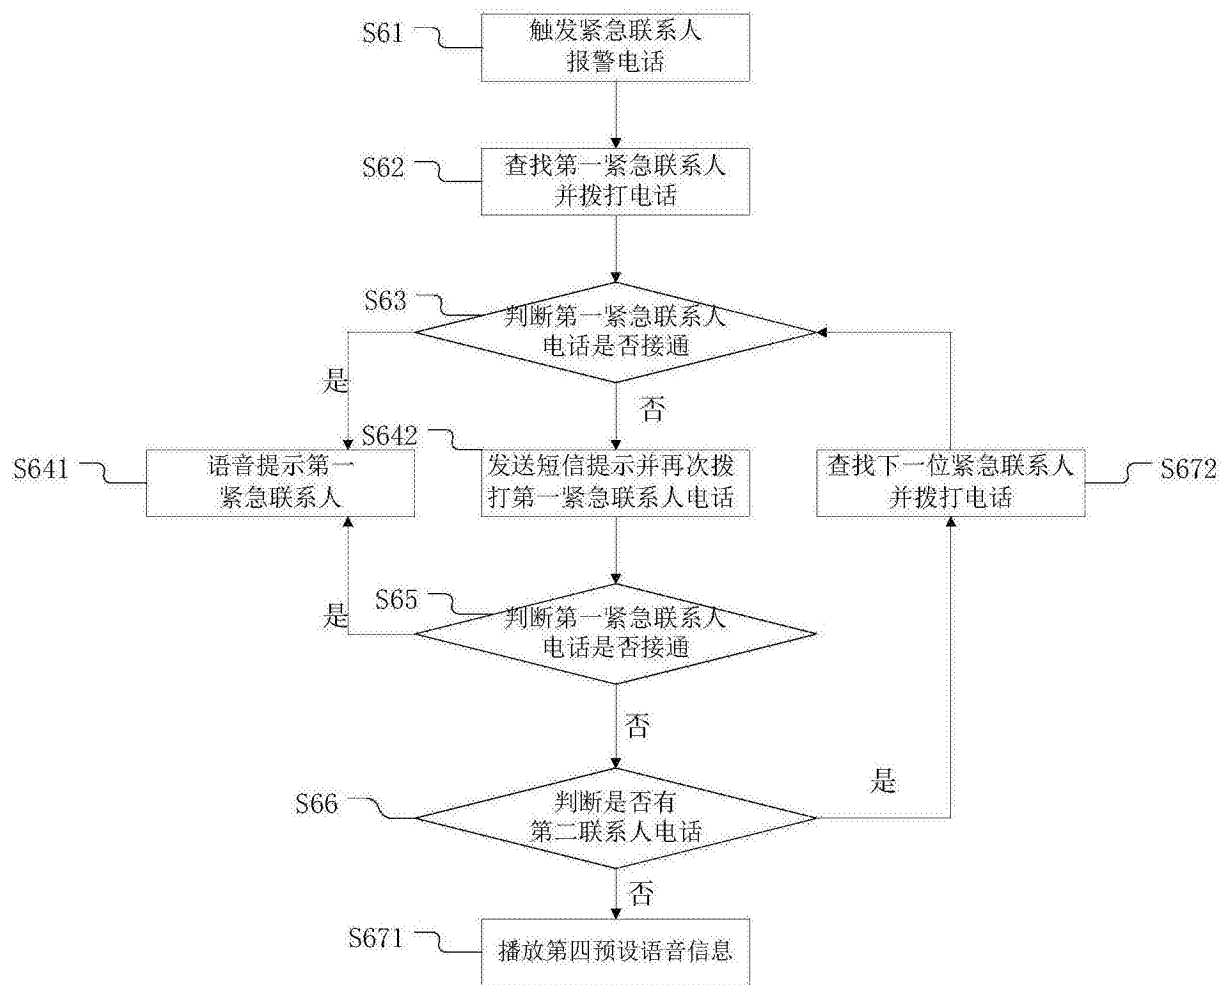 S61
触发紧急联系人
报警电话
S62
查找第一紧急联系人
并拨打电话
S63
判断第一紧急联系人
电话是否接通
是
否
S641
语音提示第一
紧急联系人
S642
发送短信提示并再次拨
打第一紧急联系人电话
查找下一位紧急联系人
并拨打电话
S672
S65
判断第一紧急联系人
电话是否接通
是
否
S66
判断是否有
第二联系人电话
是
否
S671
播放第四预设语音信息